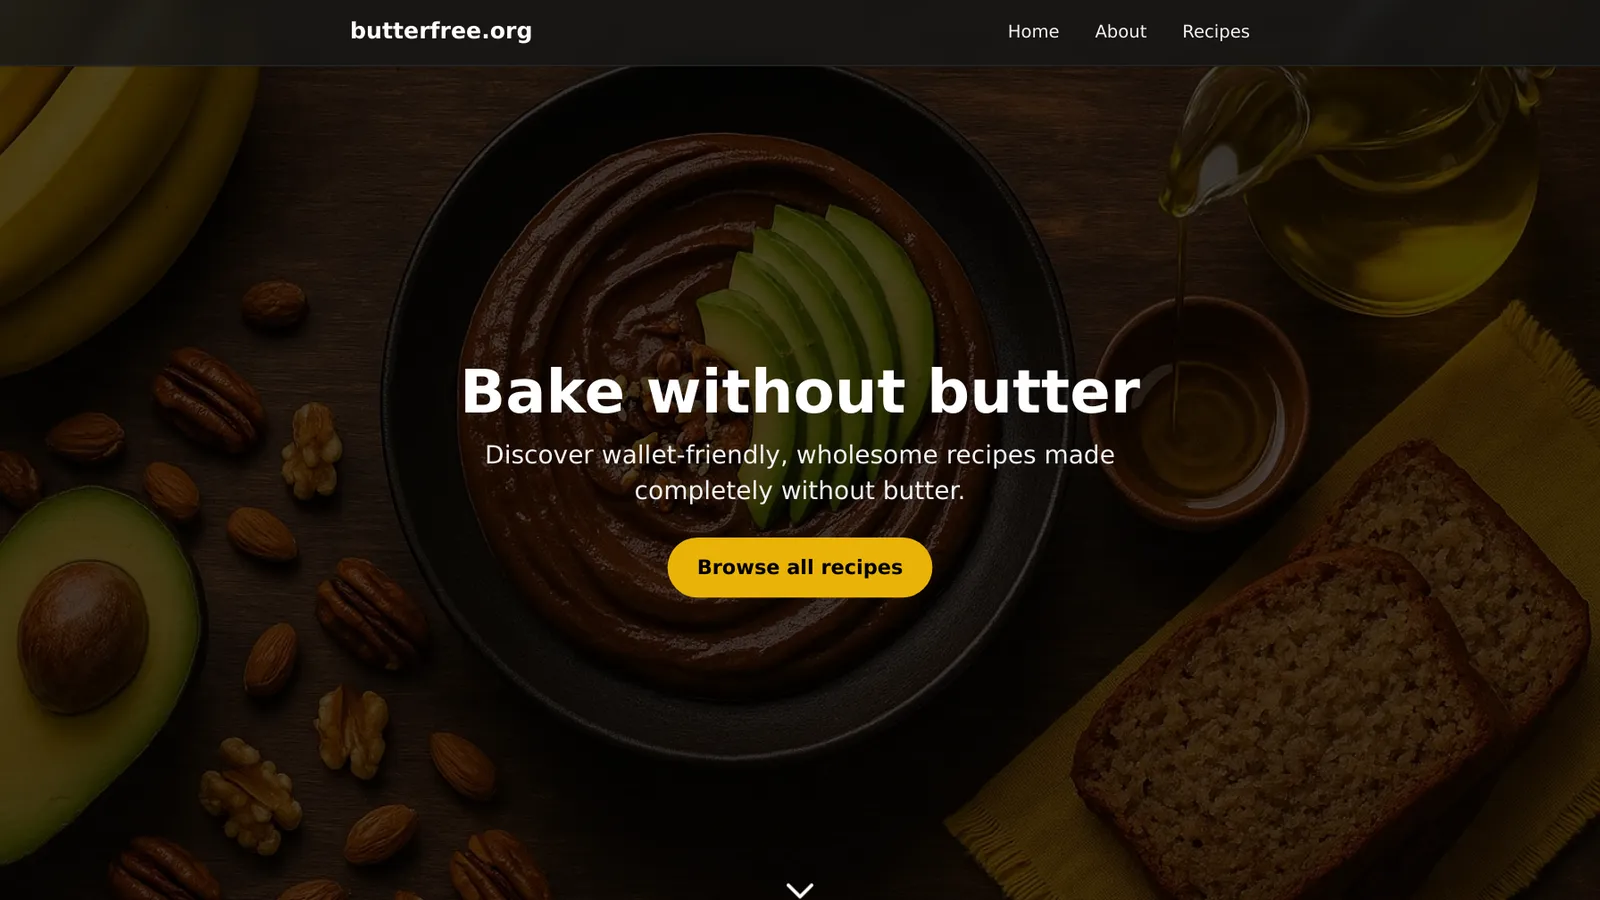 butterfree.org
Home About Recipes
Bake without butter
Discover wallet-friendly, wholesome recipes made
completely without butter.
Browse all recipes